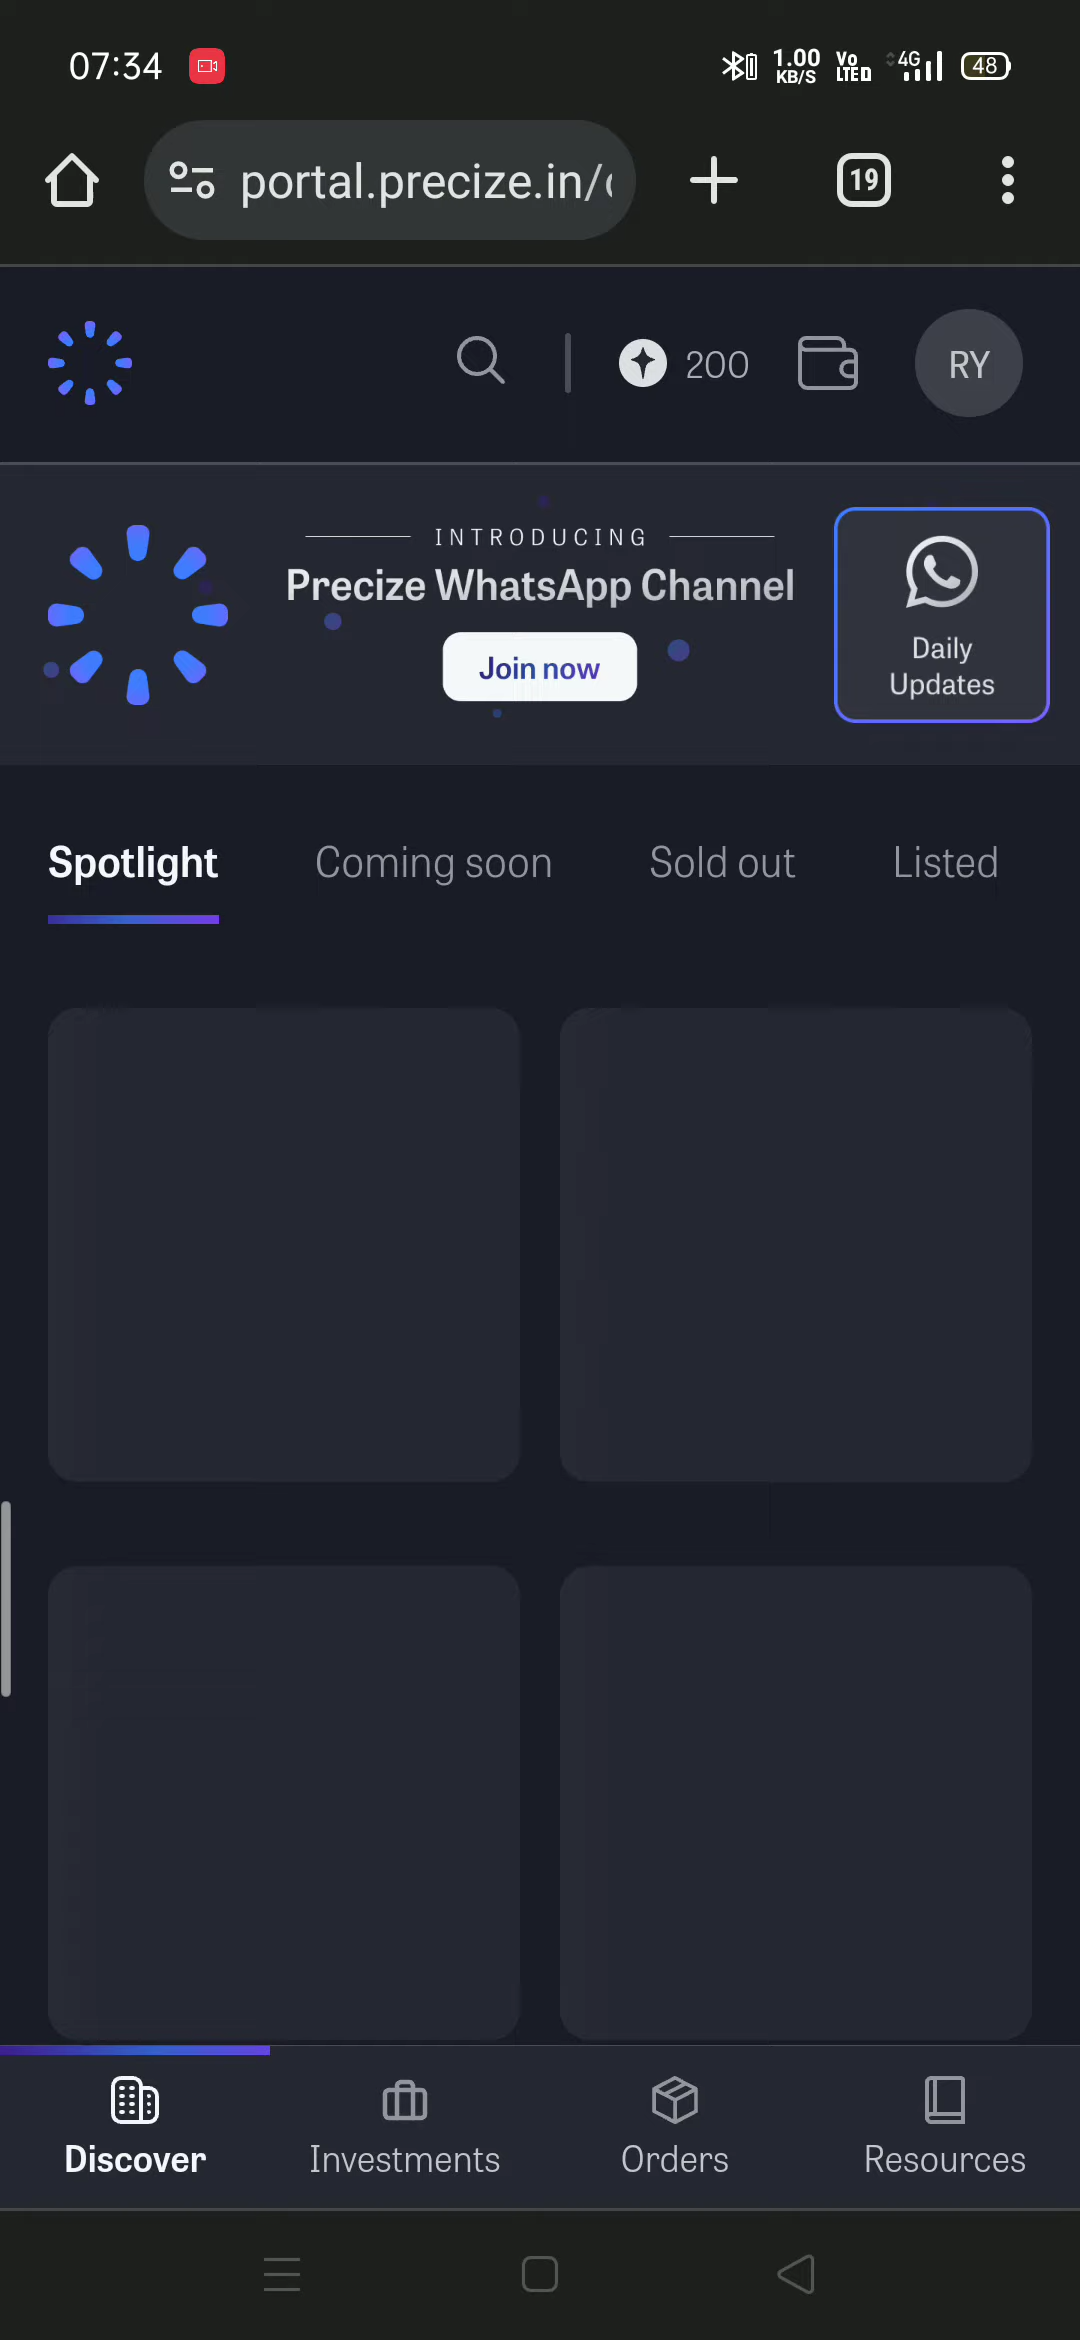 07:34
1.00 KB/S
Vo LTE
4G
48
portal.precize.in/
19
200
RY
INTRODUCING
Precize WhatsApp Channel
Join now
Daily
Updates
Spotlight
Coming soon
Sold out
Listed
Discover
Investments
Orders
Resources